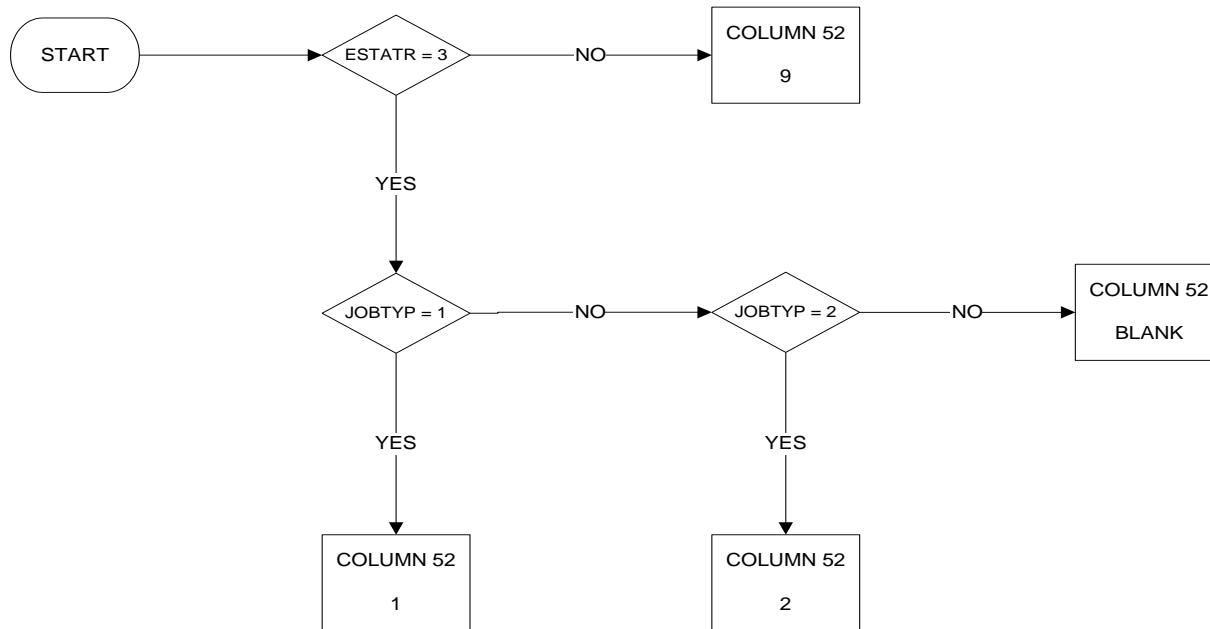 START
ESTATR = 3
NO
COLUMN 52
9
YES
JOBTYP = 1
NO
JOBTYP = 2
NO
COLUMN 52
BLANK
YES
YES
COLUMN 52
1
COLUMN 52
2